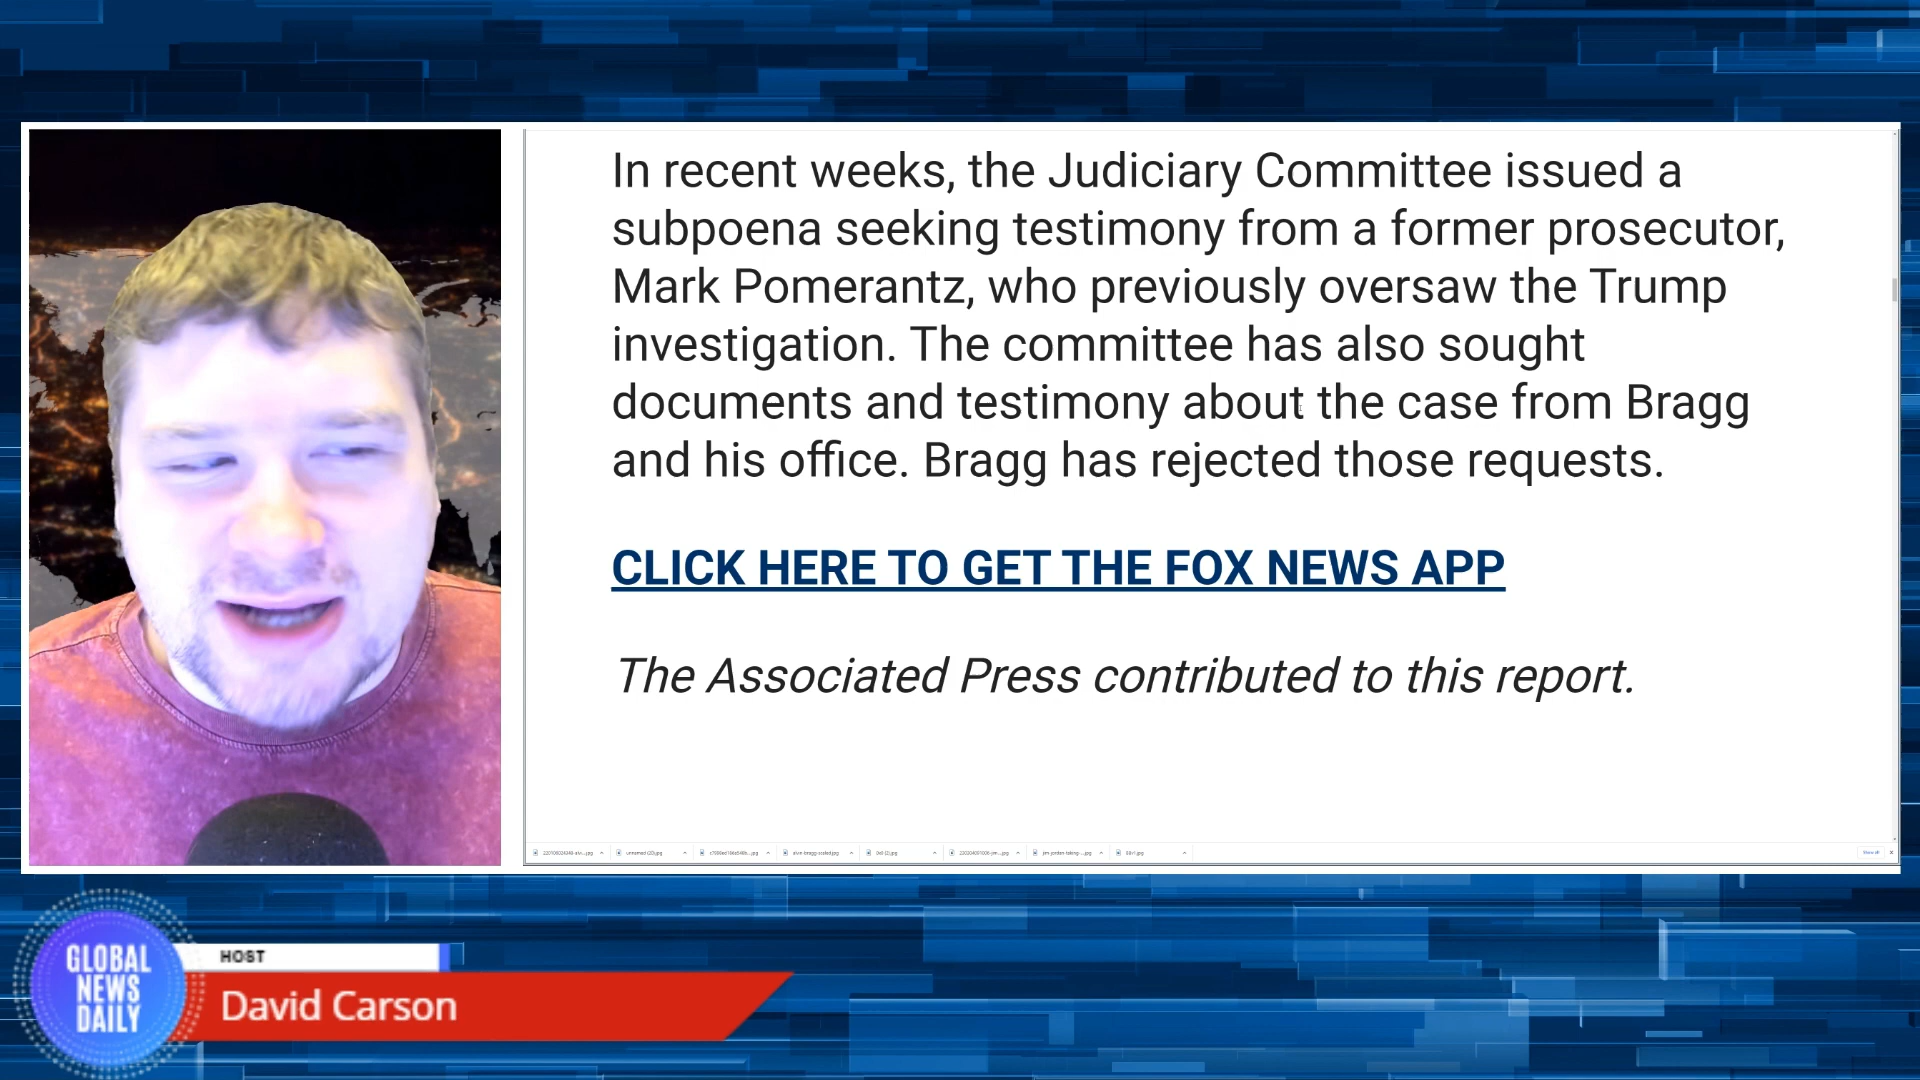 In recent weeks, the Judiciary Committee issued a
subpoena seeking testimony from a former prosecutor,
Mark Pomerantz, who previously oversaw the Trump
investigation. The committee has also sought
documents and testimony about the case from Bragg
and his office. Bragg has rejected those requests.
CLICK HERE TO GET THE FOX NEWS APP
The Associated Press contributed to this report.
Show all
HOST
David Carson
GLOBAL
NEWS
DAILY